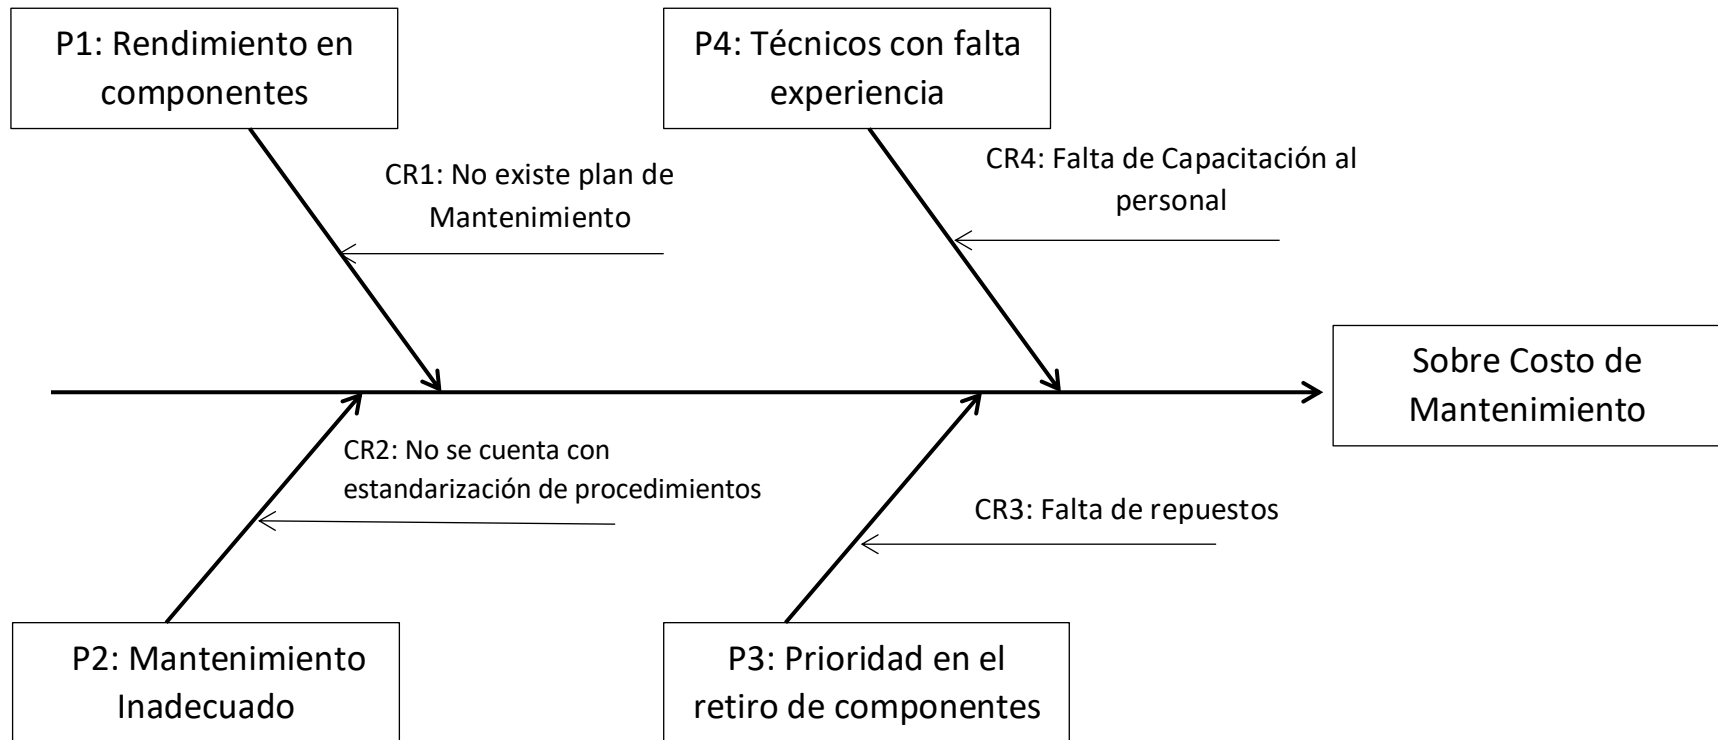 P1: Rendimiento en
componentes
P4: Técnicos con falta
experiencia
CR1: No existe plan de
Mantenimiento
CR4: Falta de Capacitación al
personal
Sobre Costo de
Mantenimiento
CR2: No se cuenta con
estandarización de procedimientos
CR3: Falta de repuestos
P2: Mantenimiento
Inadecuado
P3: Prioridad en el
retiro de componentes